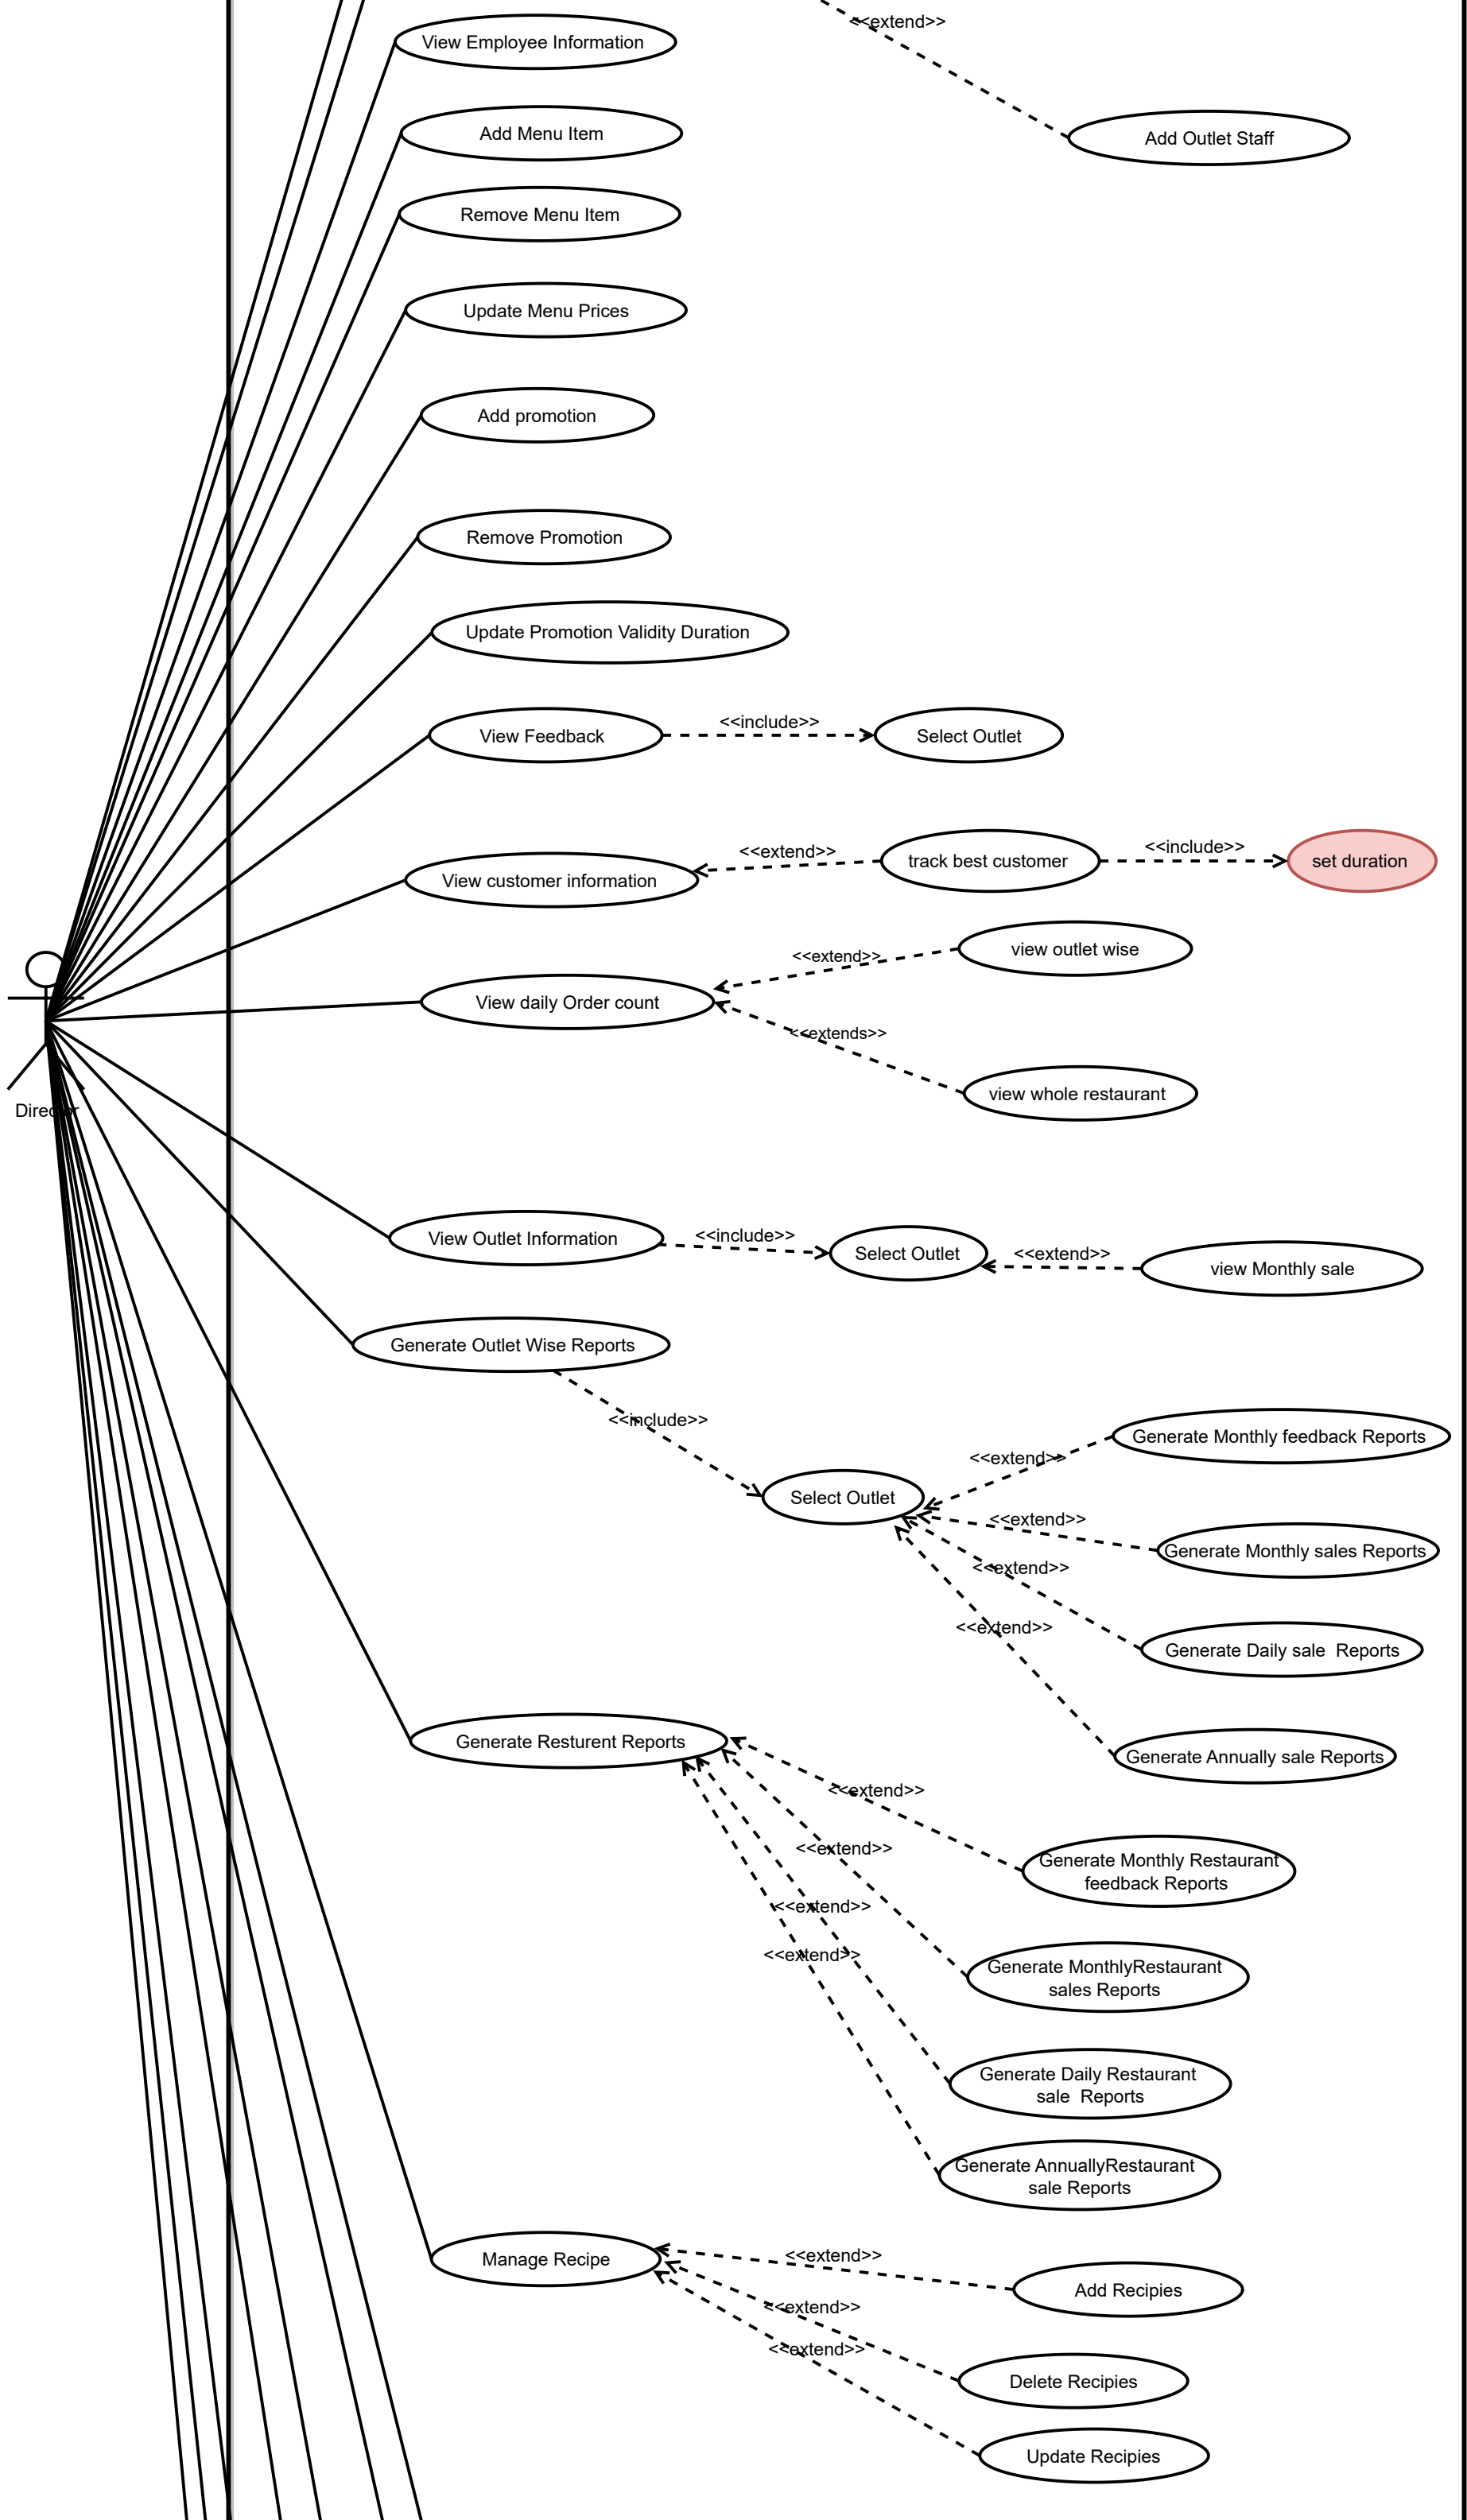 <<extend>>
View Employee Information
Add Menu Item
Add Outlet Staff
Remove Menu Item
Update Menu Prices
Add promotion
Remove Promotion
Update Promotion Validity Duration
View Feedback
<<include>>
Select Outlet
View customer information
<<extend>>
track best customer
<<include>>
set duration
View daily Order count
<<extend>>
view outlet wise
<<extends>>
view whole restaurant
Director
View Outlet Information
<<include>>
Select Outlet
<<extend>>
view Monthly sale
Generate Outlet Wise Reports
<<include>>
Select Outlet
<<extend>>
Generate Monthly feedback Reports
<<extend>>
Generate Monthly sales Reports
<<extend>>
Generate Daily sale  Reports
<<extend>>
Generate Annually sale Reports
Generate Resturent Reports
<<extend>>
Generate Monthly Restaurant
feedback Reports
<<extend>>
Generate MonthlyRestaurant
sales Reports
<<extend>>
Generate Daily Restaurant
sale  Reports
<<extend>>
Generate AnnuallyRestaurant
sale Reports
Manage Recipe
<<extend>>
Add Recipies
<<extend>>
Delete Recipies
<<extend>>
Update Recipies